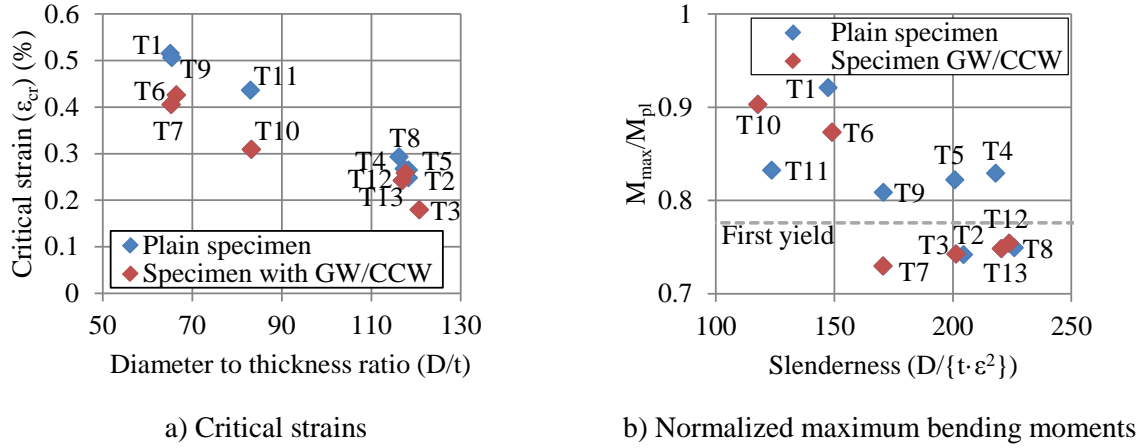 Critical strain (ε_cr) (%)
0.6
0.5
0.4
0.3
0.2
0.1
0
T1
T9
T11
T6
T7
T10
T8
T4
T5
T12
T2
T13
T3
Plain specimen
Specimen with GW/CCW
50 70 90 110 130
Diameter to thickness ratio (D/t)
a) Critical strains
M_max/M_pl
1
0.9
0.8
0.7
Plain specimen
Specimen GW/CCW
T1
T10
T6
T11
T5
T4
T9
First yield
T12
T3
T2
T8
T7
T13
100 150 200 250
Slenderness (D/{t·ε²})
b) Normalized maximum bending moments